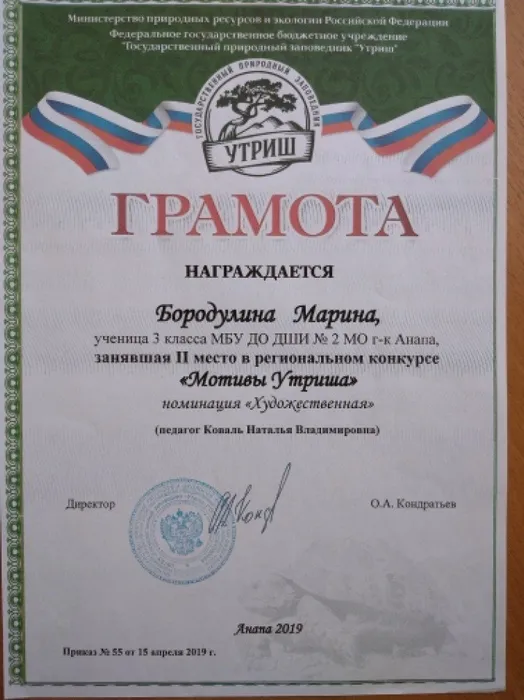 Министерство природных ресурсов и экологии Российской Федерации
Федеральное государственное бюджетное учреждение
"Государственный природный заповедник "Утриш"
ГОСУДАРСТВЕННЫЙ ПРИРОДНЫЙ ЗАПОВЕДНИК
УТРИШ
ГРАМОТА
НАГРАЖДАЕТСЯ
Бородулина Марина,
ученица 3 класса МБУ ДО ДШИ № 2 МО г-к Анапа,
занявшая II место в региональном конкурсе
«Мотивы Утриша»
номинация «Художественная»
(педагог Коваль Наталья Владимировна)
Директор
О.А. Кондратьев
Анапа 2019
Приказ № 55 от 15 апреля 2019 г.